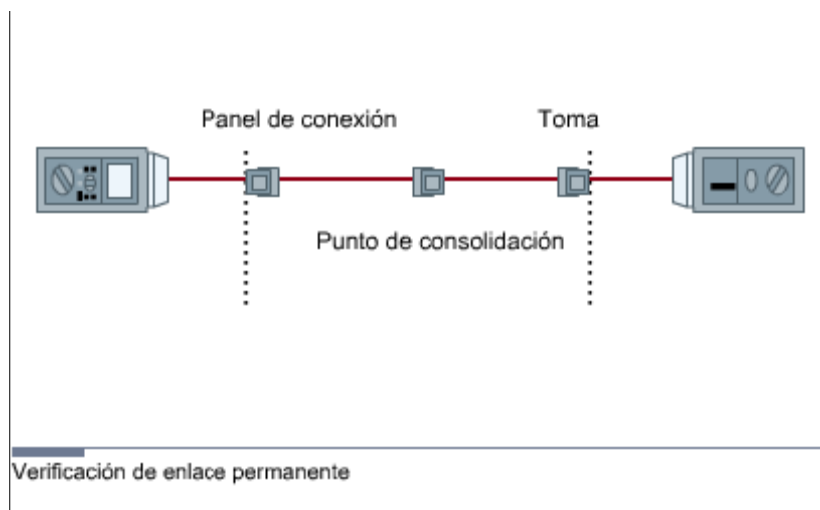 Panel de conexión
Toma
Punto de consolidación
Verificación de enlace permanente